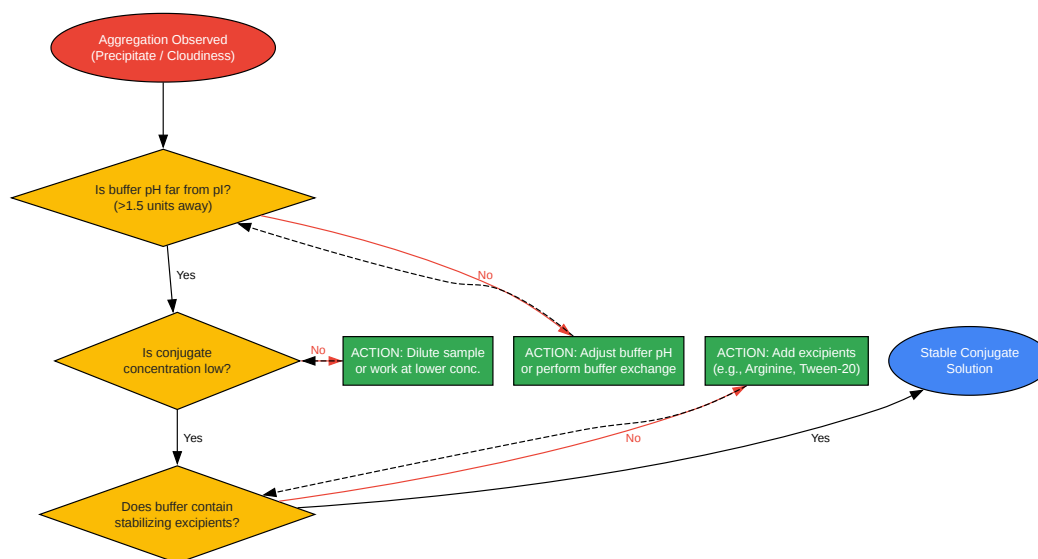 Aggregation Observed
(Precipitate / Cloudiness)
Is buffer pH far from pI?
(>1.5 units away)
Yes
No
Is conjugate
concentration low?
No
ACTION: Dilute sample
or work at lower conc.
ACTION: Adjust buffer pH
or perform buffer exchange
ACTION: Add excipients
(e.g., Arginine, Tween-20)
Stable Conjugate
Solution
Yes
No
Yes
Does buffer contain
stabilizing excipients?